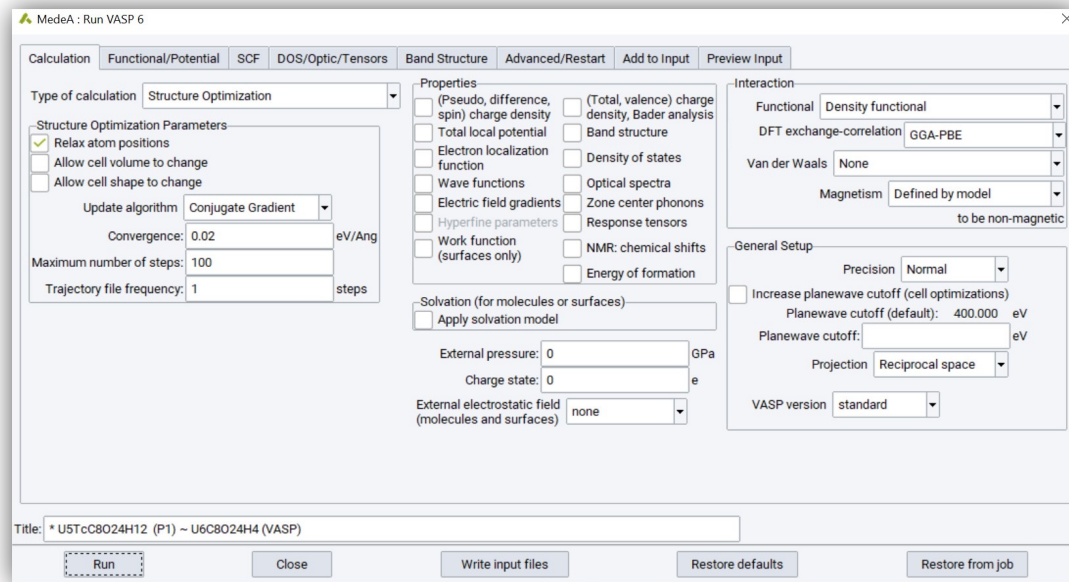 MedeA : Run VASP 6
Calculation Functional/Potential SCF DOS/Optic/Tensors Band Structure Advanced/Restart Add to Input Preview Input
Type of calculation Structure Optimization
Structure Optimization Parameters
Relax atom positions
Allow cell volume to change
Allow cell shape to change
Update algorithm Conjugate Gradient
Convergence: 0.02 eV/Ang
Maximum number of steps: 100
Trajectory file frequency: 1 steps
Properties
(Pseudo, difference, spin) charge density
(Total, valence) charge density, Bader analysis
Total local potential
Band structure
Electron localization function
Density of states
Wave functions
Optical spectra
Electric field gradients
Zone center phonons
Hyperfine parameters
Response tensors
Work function (surfaces only)
NMR: chemical shifts
Energy of formation
Solvation (for molecules or surfaces)
Apply solvation model
External pressure: 0 GPa
Charge state: 0 e
External electrostatic field (molecules and surfaces) none
Interaction
Functional Density functional
DFT exchange-correlation GGA-PBE
Van der Waals None
Magnetism Defined by model
to be non-magnetic
General Setup
Precision Normal
Increase planewave cutoff (cell optimizations)
Planewave cutoff (default): 400.000 eV
Planewave cutoff: eV
Projection Reciprocal space
VASP version standard
Title: * U5TcC8O24H12 (P1) ~ U6C8O24H4 (VASP)
Run Close Write input files Restore defaults Restore from job